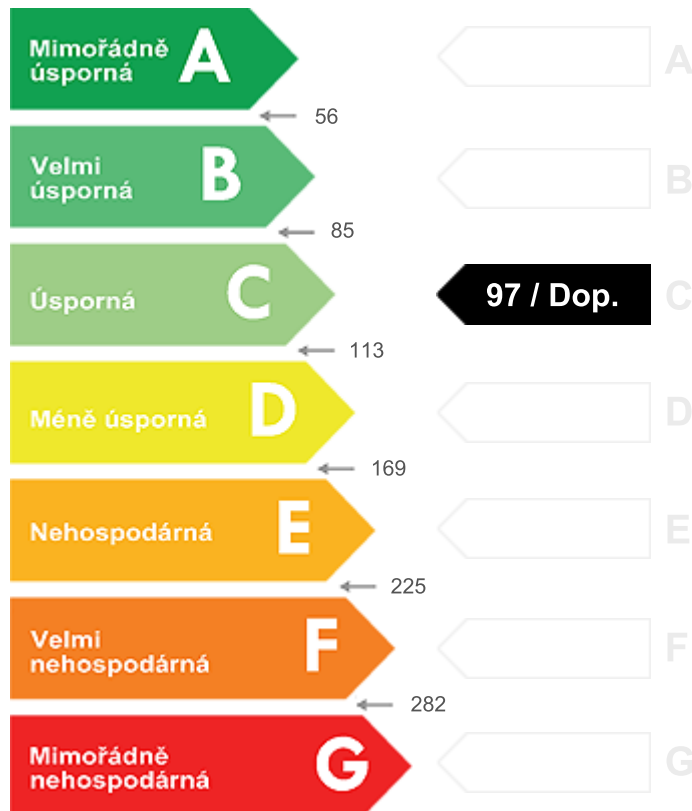 Mimořádně
úsporná
A
A
56
Velmi
úsporná
B
B
85
Úsporná
C
97 / Dop.
C
113
Méně úsporná
D
D
169
Nehospodárná
E
E
225
Velmi
nehospodárná
F
F
282
Mimořádně
nehospodárná
G
G